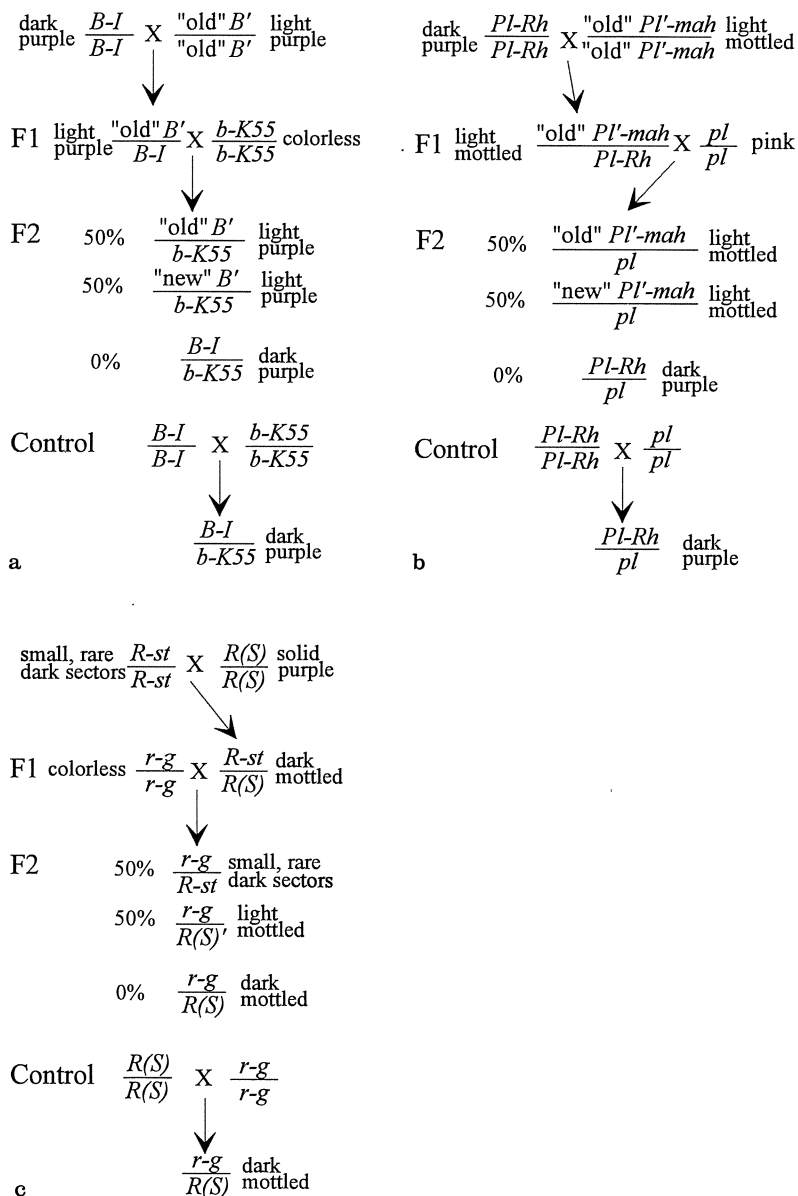 dark purple B-I/B-I X "old" B'/"old" B' light purple
F1 light purple "old" B'/B-I X b-K55/b-K55 colorless
F2 50% "old" B'/b-K55 light purple
50% "new" B'/b-K55 light purple
0% B-I/b-K55 dark purple
Control B-I/B-I X b-K55/b-K55
B-I/b-K55 dark purple
a
dark purple Pl-Rh/Pl-Rh X "old" Pl'-mah/"old" Pl'-mah light mottled
F1 light mottled "old" Pl'-mah/Pl-Rh X pl/pl pink
F2 50% "old" Pl'-mah/pl light mottled
50% "new" Pl'-mah/pl light mottled
0% Pl-Rh/pl dark purple
Control Pl-Rh/Pl-Rh X pl/pl
Pl-Rh/pl dark purple
b
small, rare dark sectors R-st/R-st X R(S)/R(S) solid purple
F1 colorless r-g/r-g X R-st/R(S) dark mottled
F2 50% r-g/R-st small, rare dark sectors
50% r-g/R(S)' light mottled
0% r-g/R(S) dark mottled
Control R(S)/R(S) X r-g/r-g
r-g/R(S) dark mottled
c